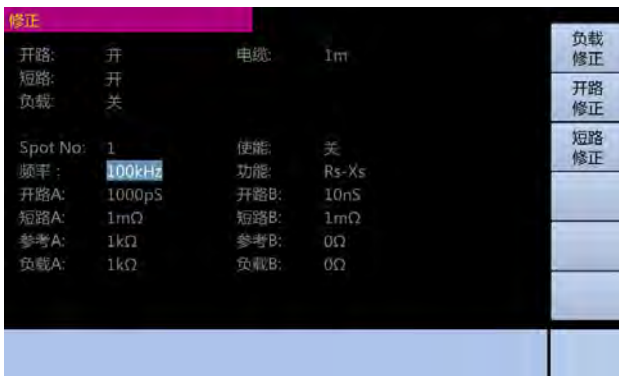 修正
开路: 开 电缆: 1m
短路: 开
负载: 关
Spot No: 1 使能: 关
频率： 100kHz 功能: Rs-Xs
开路A: 1000pS 开路B: 10nS
短路A: 1mΩ 短路B: 1mΩ
参考A: 1kΩ 参考B: 0Ω
负载A: 1kΩ 负载B: 0Ω
负载
修正
开路
修正
短路
修正